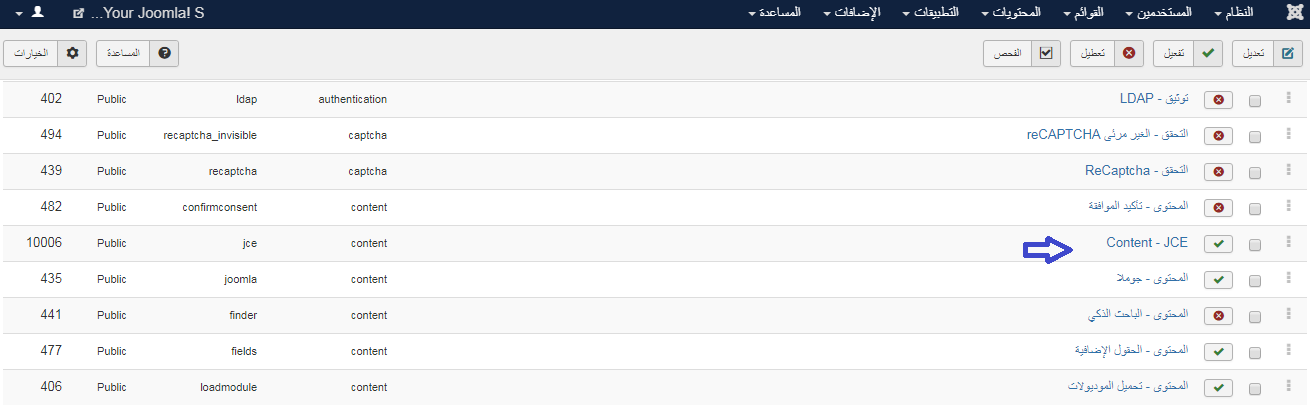 النظام المستخدمين القوائم المحتويات التطبيقات الإضافات المساعدة Your Joomla! S...
تعديل تفعيل تعطيل الفحص المساعدة الخيارات
توثيق - LDAP authentication ldap Public 402
التحقق - الغير مرئى reCAPTCHA captcha recaptcha_invisible Public 494
التحقق - ReCaptcha captcha recaptcha Public 439
المحتوى - تأكيد الموافقة content confirmconsent Public 482
Content - JCE content jce Public 10006
المحتوى - جوملا content joomla Public 435
المحتوى - الباحث الذكي content finder Public 441
المحتوى - الحقول الإضافية content fields Public 477
المحتوى - تحميل الموديولات content loadmodule Public 406